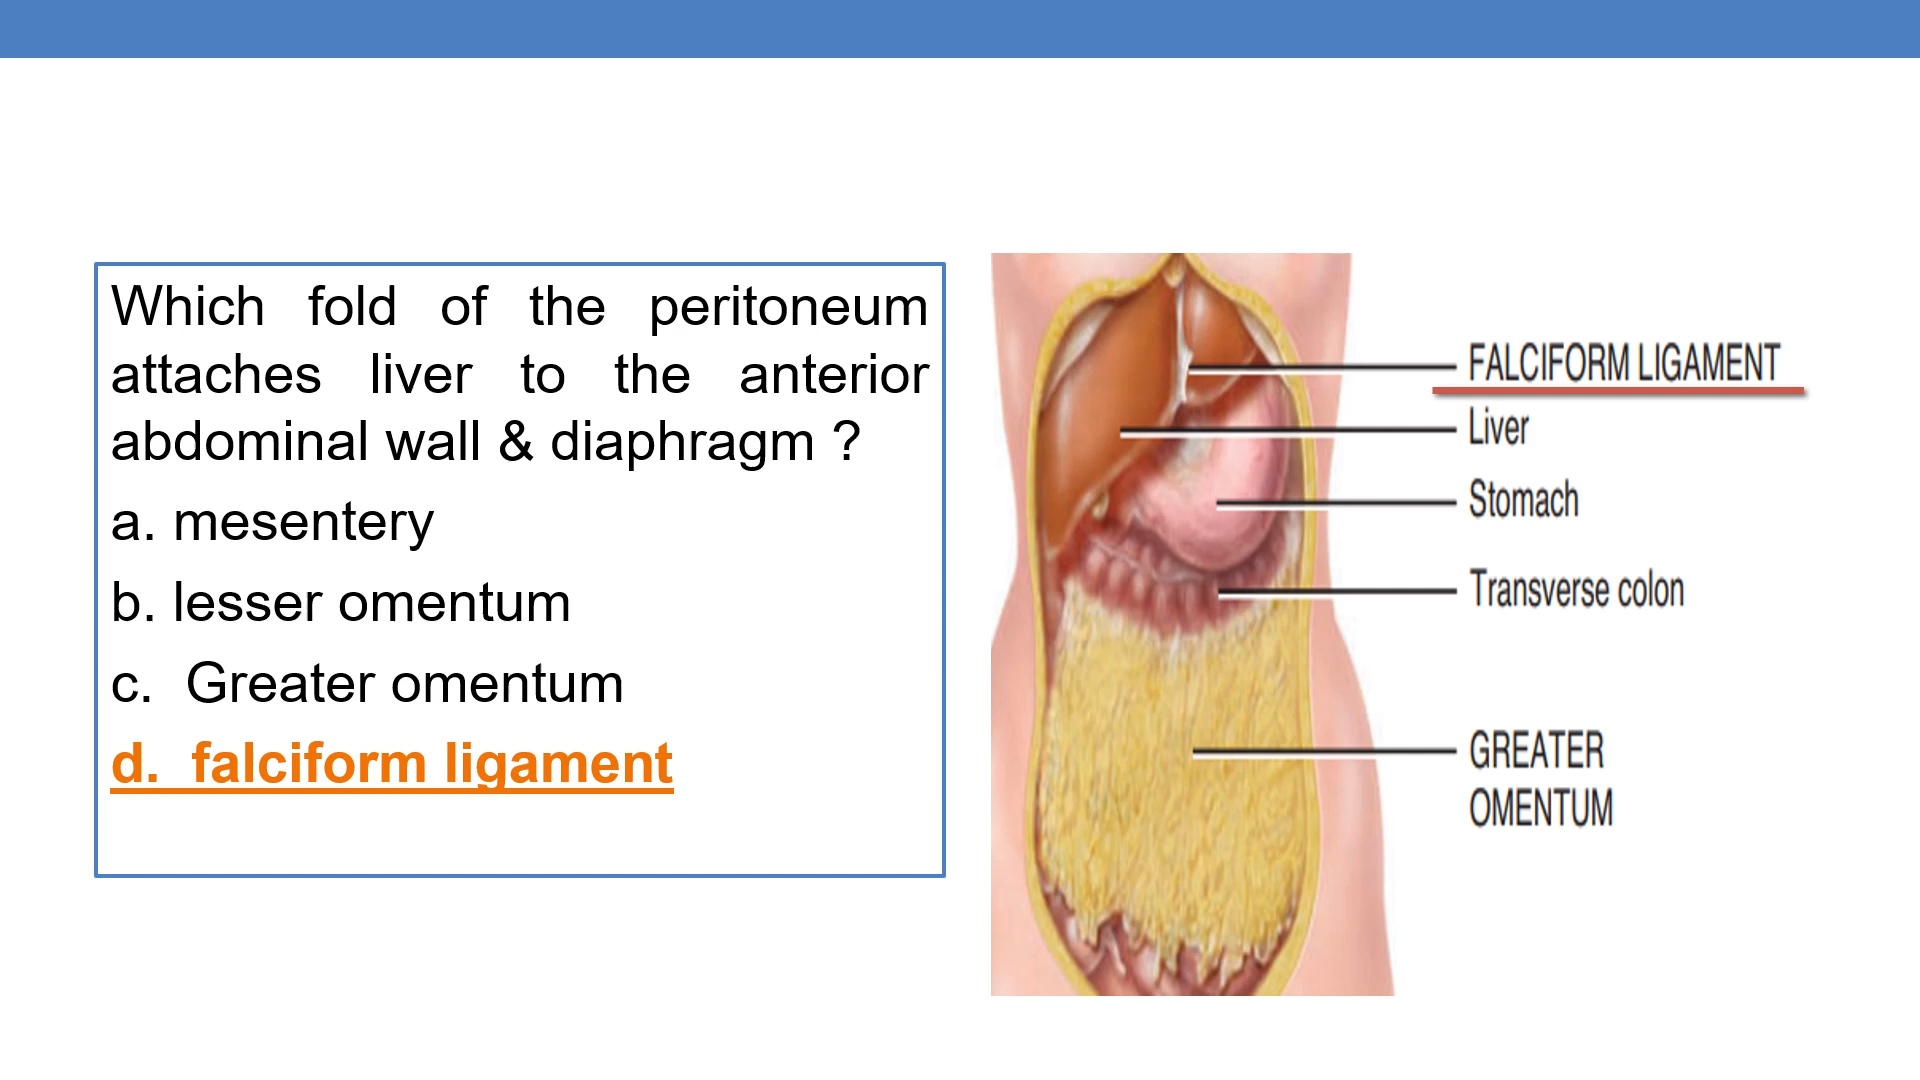 Which fold of the peritoneum
attaches liver to the anterior
abdominal wall & diaphragm ?
a. mesentery
b. lesser omentum
c. Greater omentum
d. falciform ligament
FALCIFORM LIGAMENT
Liver
Stomach
Transverse colon
GREATER
OMENTUM